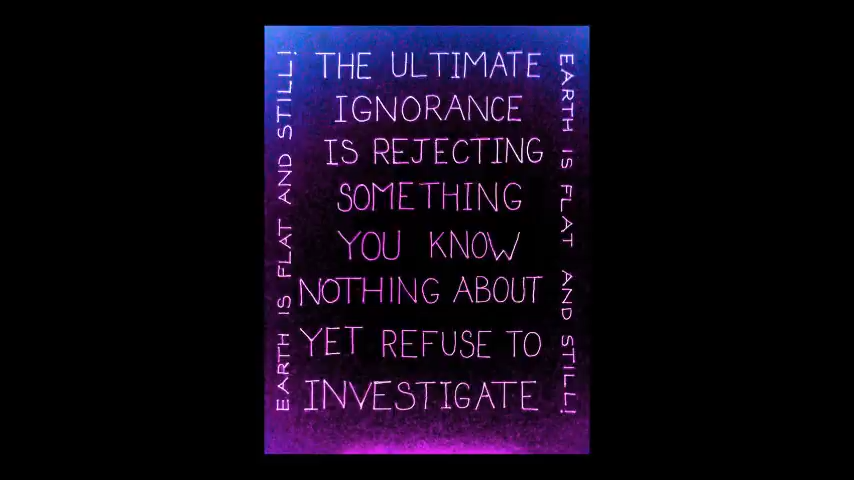 THE ULTIMATE
IGNORANCE
IS REJECTING
SOMETHING
YOU KNOW
NOTHING ABOUT
YET REFUSE TO
INVESTIGATE
EARTH IS FLAT AND STILL!
EARTH IS FLAT AND STILL!